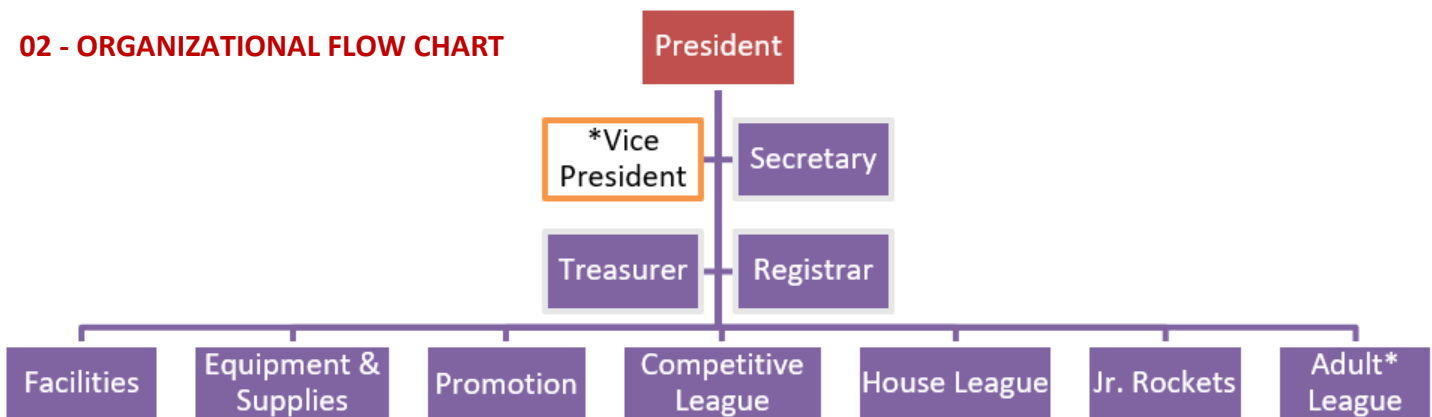 02 - ORGANIZATIONAL FLOW CHART
President
*Vice
President
Secretary
Treasurer
Registrar
Facilities
Equipment &
Supplies
Promotion
Competitive
League
House League
Jr. Rockets
Adult*
League